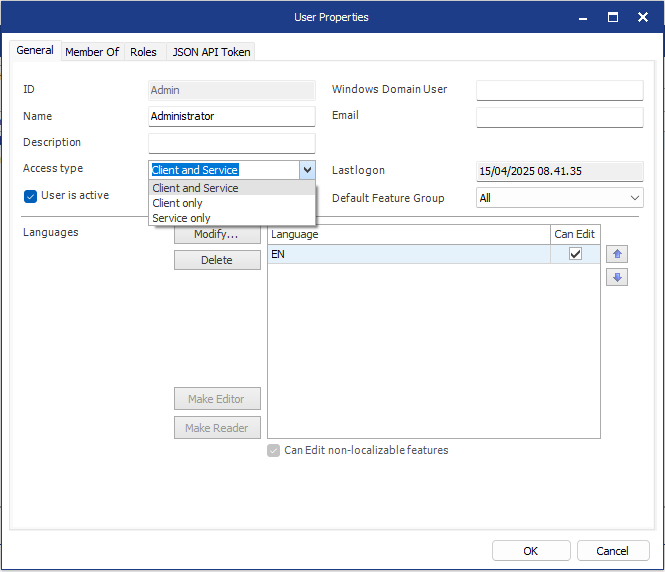 User Properties
General
Member Of
Roles
JSON API Token
ID
Admin
Windows Domain User
Name
Administrator
Email
Description
Access type
Client and Service
Last logon
15/04/2025 08.41.35
User is active
Client and Service
Client only
Service only
Default Feature Group
All
Languages
Modify...
Language
Can Edit
Delete
EN
Make Editor
Make Reader
Can Edit non-localizable features
OK
Cancel